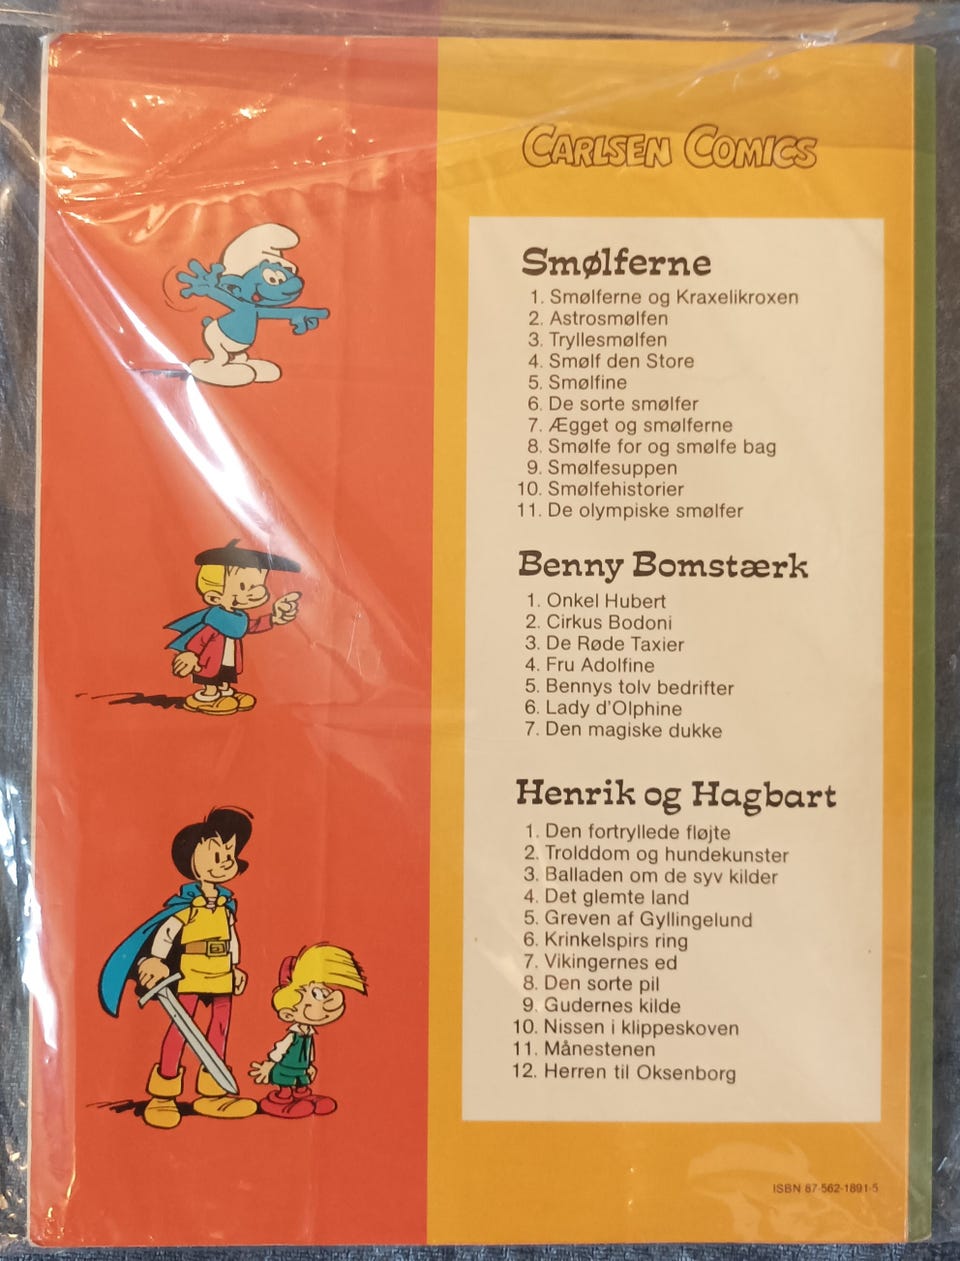 CARLSEN COMICS
Smølferne
1. Smølferne og Kraxelikroxen
2. Astrosmølfen
3. Tryllesmølfen
4. Smølf den Store
5. Smølfine
6. De sorte smølfer
7. Ægget og smølferne
8. Smølfe for og smølfe bag
9. Smølfesuppen
10. Smølfehistorier
11. De olympiske smølfer
Benny Bomstærk
1. Onkel Hubert
2. Cirkus Bodoni
3. De Røde Taxier
4. Fru Adolfine
5. Bennys tolv bedrifter
6. Lady d'Olphine
7. Den magiske dukke
Henrik og Hagbart
1. Den fortryllede fløjte
2. Trolddom og hundekunster
3. Balladen om de syv kilder
4. Det glemte land
5. Greven af Gyllingelund
6. Krinkelspirs ring
7. Vikingernes ed
8. Den sorte pil
9. Gudernes kilde
10. Nissen i klippeskoven
11. Månestenen
12. Herren til Oksenborg
ISBN 87-562-1891-5